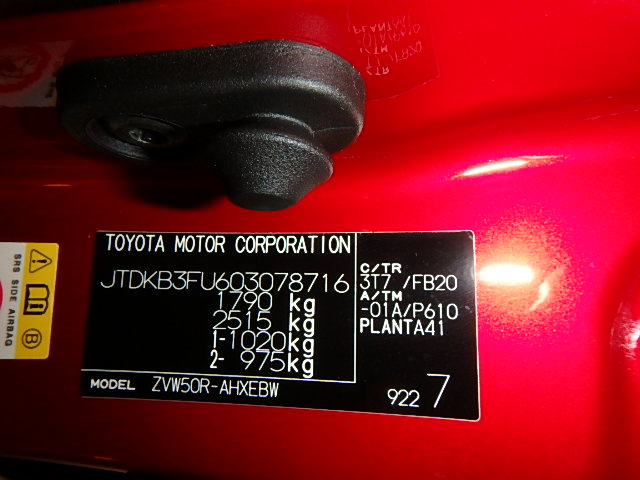 TOYOTA MOTOR CORPORATION
JTDKB3FU603078716
1790 kg
2515 kg
1-1020kg
2- 975kg
MODEL ZVW50R-AHXEBW
C/TR
3T7 /FB20
A/TM
-01A/P610
PLANTA41
922 7
SRS SIDE AIRBAG
B